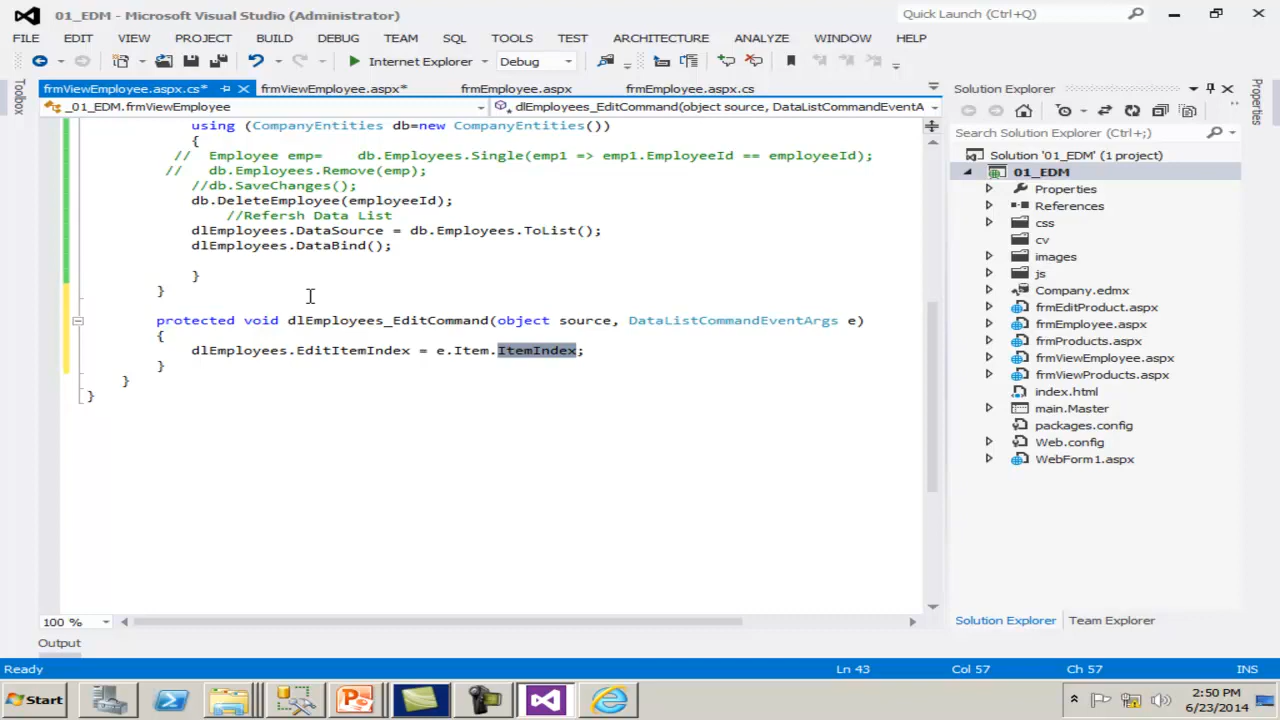 01_EDM - Microsoft Visual Studio (Administrator)
Quick Launch (Ctrl+Q)
FILE EDIT VIEW PROJECT BUILD DEBUG TEAM SQL TOOLS TEST ARCHITECTURE ANALYZE WINDOW HELP
Internet Explorer Debug
frmViewEmployee.aspx.cs* frmViewEmployee.aspx* frmEmployee.aspx frmEmployee.aspx.cs
_01_EDM.frmViewEmployee dlEmployees_EditCommand(object source, DataListCommandEventA
Toolbox
using (CompanyEntities db=new CompanyEntities())
{
// Employee emp= db.Employees.Single(emp1 => emp1.EmployeeId == employeeId);
// db.Employees.Remove(emp);
//db.SaveChanges();
db.DeleteEmployee(employeeId);
//Refersh Data List
dlEmployees.DataSource = db.Employees.ToList();
dlEmployees.DataBind();
}
}
protected void dlEmployees_EditCommand(object source, DataListCommandEventArgs e)
{
dlEmployees.EditItemIndex = e.Item.ItemIndex;
}
}
}
100 %
Output
Solution Explorer
Search Solution Explorer (Ctrl+;)
Solution '01_EDM' (1 project)
01_EDM
Properties
References
css
cv
images
js
Company.edmx
frmEditProduct.aspx
frmEmployee.aspx
frmProducts.aspx
frmViewEmployee.aspx
frmViewProducts.aspx
index.html
main.Master
packages.config
Web.config
WebForm1.aspx
Solution Explorer Team Explorer
Properties
Ready Ln 43 Col 57 Ch 57 INS
Start
2:50 PM
6/23/2014